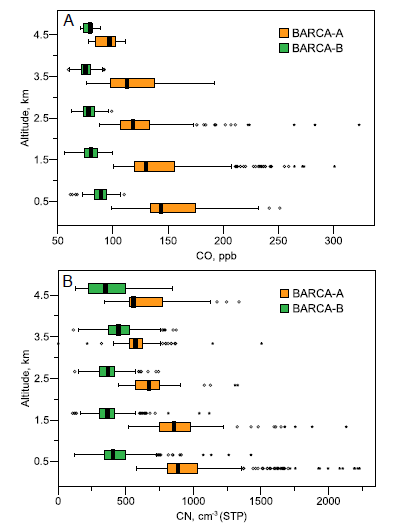 A
BARCA-A
BARCA-B
4.5
3.5
2.5
1.5
0.5
Altitude, km
50
100
150
200
250
300
CO, ppb
B
BARCA-A
BARCA-B
4.5
3.5
2.5
1.5
0.5
Altitude, km
0
500
1000
1500
2000
CN, cm⁻³ (STP)